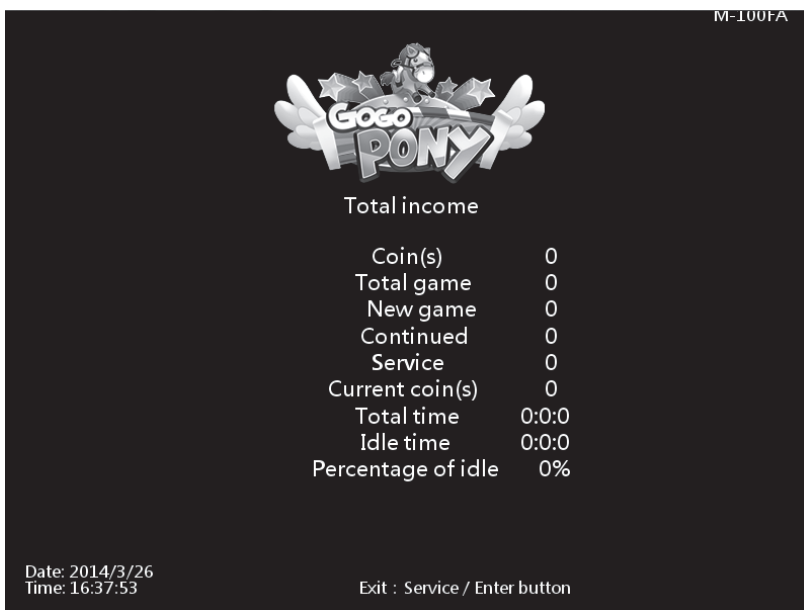 M-100FA
GOGO
PONY
Total income
Coin(s) 0
Total game 0
New game 0
Continued 0
Service 0
Current coin(s) 0
Total time 0:0:0
Idle time 0:0:0
Percentage of idle 0%
Date: 2014/3/26
Time: 16:37:53
Exit : Service / Enter button